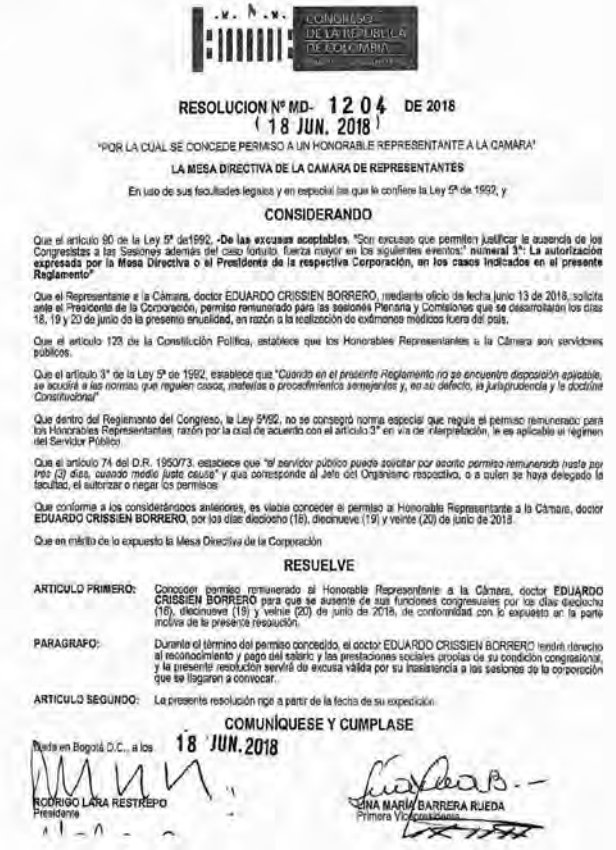 CONGRESO
DE LA REPÚBLICA
DE COLOMBIA
RESOLUCION Nº MD- 1204 DE 2018
( 18 JUN. 2018 )
"POR LA CUAL SE CONCEDE PERMISO A UN HONORABLE REPRESENTANTE A LA CAMARA"
LA MESA DIRECTIVA DE LA CAMARA DE REPRESENTANTES
En uso de sus facultades legales y en especial las que le confiere la Ley 5ª de 1992, y
CONSIDERANDO
Que el artículo 90 de la Ley 5ª de1992, -De las excusas aceptables, "Son excusas que permiten justificar la ausencia de los
Congresistas a las Sesiones además del caso fortuito, fuerza mayor en los siguientes eventos:" numeral 3º: La autorización
expresada por la Mesa Directiva o el Presidente de la respectiva Corporación, en los casos indicados en el presente
Reglamento"
Que el Representante a la Cámara, doctor EDUARDO CRISSIEN BORRERO, mediante oficio de fecha junio 13 de 2018, solicita
ante el Presidente de la Corporación, permiso remunerado para las sesiones Plenaria y Comisiones que se desarrollarán los días
18, 19 y 20 de junio de la presente anualidad, en razón a la realización de exámenes médicos fuera del país.
Que el artículo 123 de la Constitución Política, establece que los Honorables Representantes a la Cámara son servidores
públicos.
Que el artículo 3º de la Ley 5ª de 1992, establece que "Cuando en el presente Reglamento no se encuentre disposición aplicable,
se acudirá a las normas que regulen casos, materias o procedimientos semejantes y, en su defecto, la jurisprudencia y la doctrina
Constitucional"
Que dentro del Reglamento del Congreso, la Ley 5ª/92, no se consagró norma especial que regule el permiso remunerado para
los Honorables Representantes, razón por la cual de acuerdo con el artículo 3º en vía de interpretación, le es aplicable el régimen
del Servidor Público.
Que el artículo 74 del D.R. 1950/73, establece que "el servidor público puede solicitar por escrito permiso remunerado hasta por
tres (3) días, cuando medie justa causa" y que corresponde al Jefe del Organismo respectivo, o a quien se haya delegado la
facultad, el autorizar o negar los permisos.
Que conforme a los considerandos anteriores, es viable conceder el permiso al Honorable Representante a la Cámara, doctor
EDUARDO CRISSIEN BORRERO, por los días dieciocho (18), diecinueve (19) y veinte (20) de junio de 2018.
Que en mérito de lo expuesto la Mesa Directiva de la Corporación
RESUELVE
ARTICULO PRIMERO: Conceder permiso remunerado al Honorable Representante a la Cámara, doctor EDUARDO
CRISSIEN BORRERO para que se ausente de sus funciones congresuales por los días dieciocho
(18), diecinueve (19) y veinte (20) de junio de 2018, de conformidad con lo expuesto en la parte
motiva de la presente resolución.
PARAGRAFO: Durante el término del permiso concedido, el doctor EDUARDO CRISSIEN BORRERO tendrá derecho
al reconocimiento y pago del salario y las prestaciones sociales propias de su condición congresional,
y la presente resolución servirá de excusa válida por su inasistencia a las sesiones de la corporación
que se llegaren a convocar.
ARTICULO SEGUNDO: La presente resolución rige a partir de la fecha de su expedición.
COMUNÍQUESE Y CUMPLASE
Dada en Bogotá D.C., a los 18 JUN. 2018
RODRIGO LARA RESTREPO
Presidente
LINA MARÍA BARRERA RUEDA
Primera Vicepresidenta